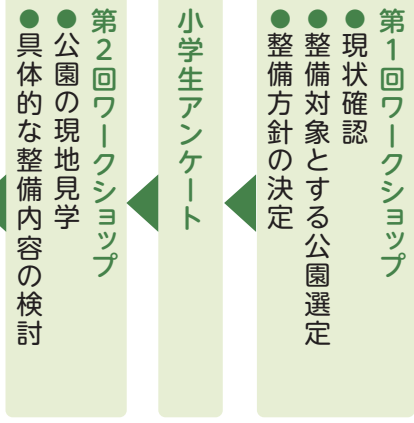 第1回ワークショップ
●現状確認
●整備対象とする公園選定
●整備方針の決定
小学生アンケート
第2回ワークショップ
●公園の現地見学
●具体的な整備内容の検討